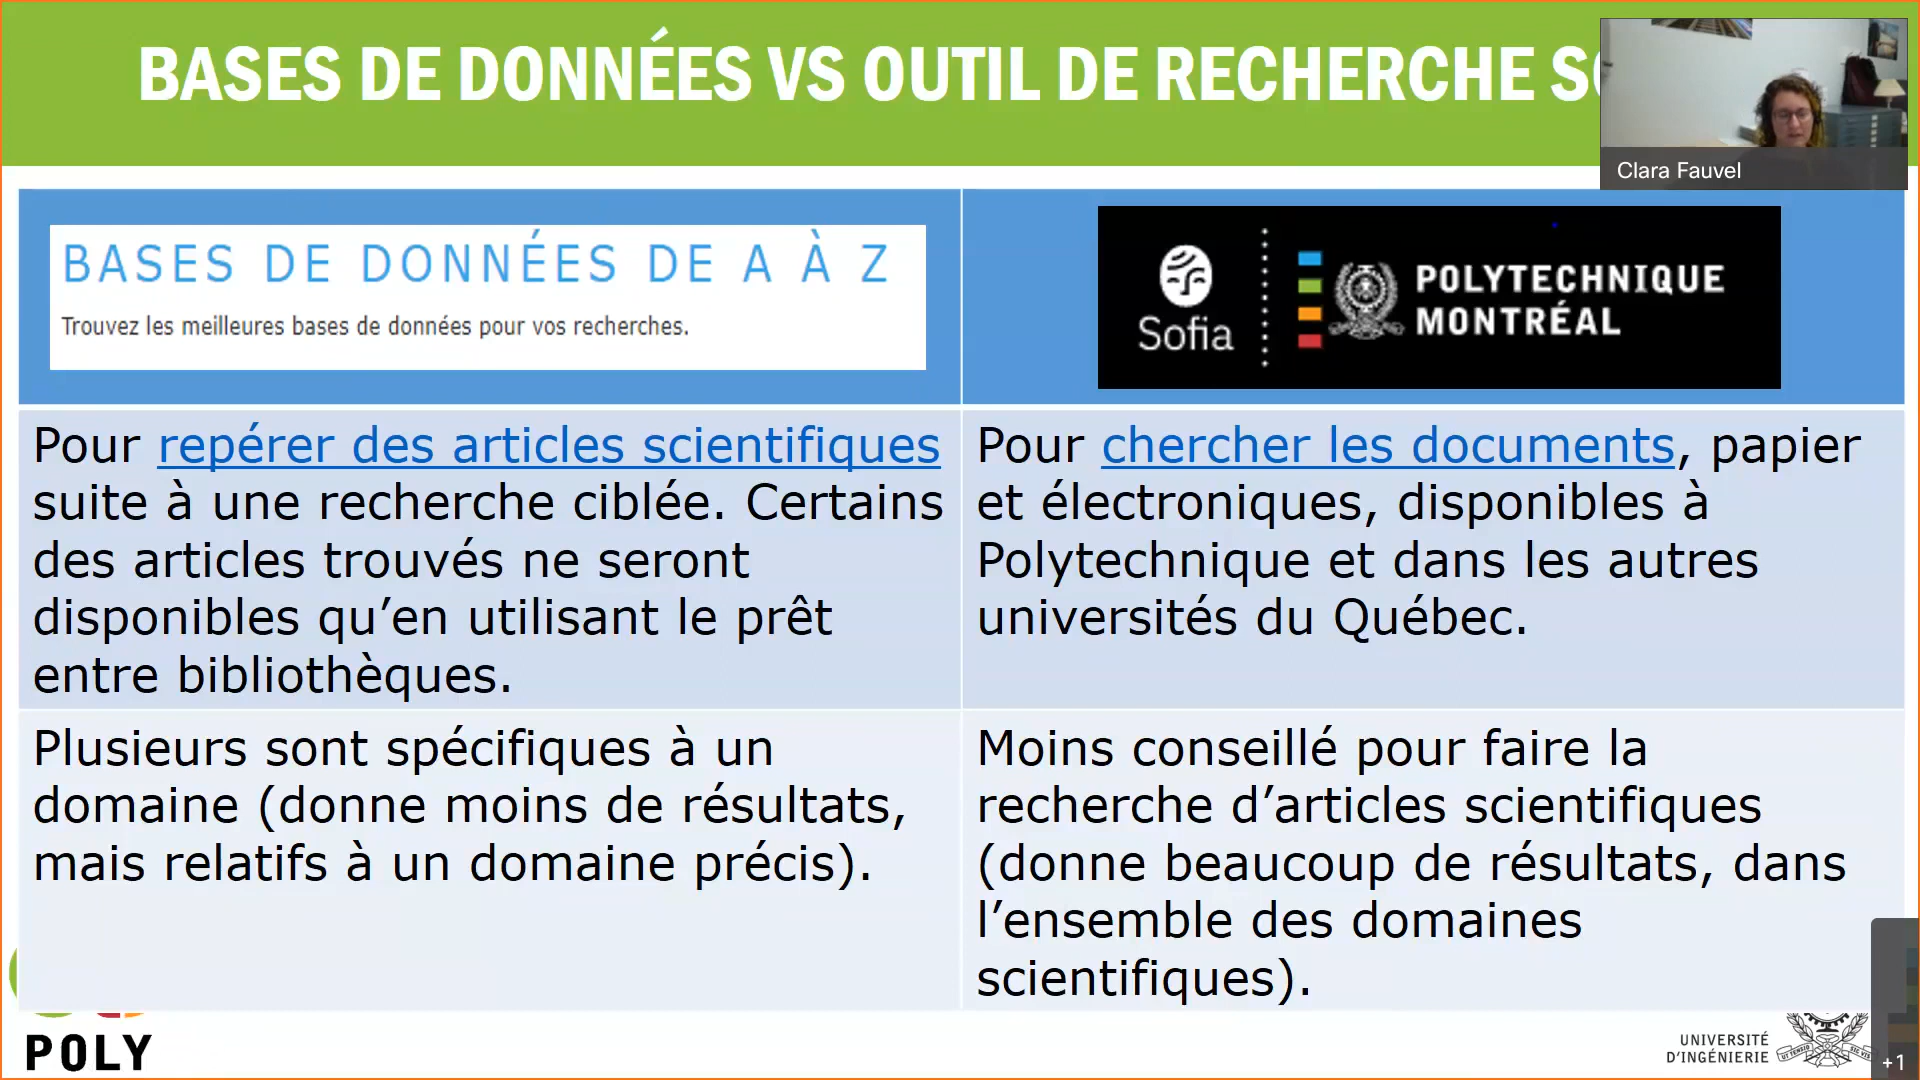 BASES DE DONNÉES VS OUTIL DE RECHERCHE
Clara Fauvel
BASES DE DONNÉES DE A À Z
Trouvez les meilleures bases de données pour vos recherches.
Sofia
POLYTECHNIQUE
MONTRÉAL
Pour repérer des articles scientifiques
suite à une recherche ciblée. Certains
des articles trouvés ne seront
disponibles qu’en utilisant le prêt
entre bibliothèques.
Pour chercher les documents, papier
et électroniques, disponibles à
Polytechnique et dans les autres
universités du Québec.
Plusieurs sont spécifiques à un
domaine (donne moins de résultats,
mais relatifs à un domaine précis).
Moins conseillé pour faire la
recherche d’articles scientifiques
(donne beaucoup de résultats, dans
l’ensemble des domaines
scientifiques).
POLY
UNIVERSITÉ
D’INGÉNIERIE
+1